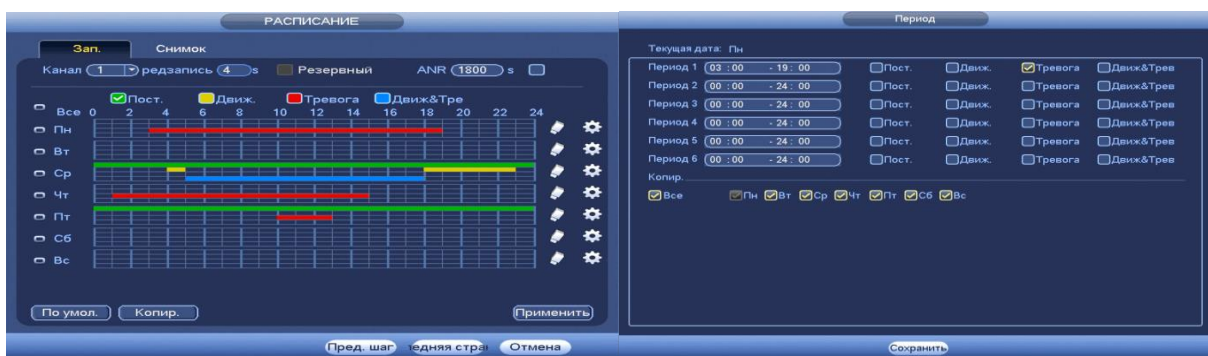 РАСПИСАНИЕ
Зап. Снимок
Канал 1 редзапись 4 s Резервный ANR 1800 s
Пост. Движ. Тревога Движ&Тре
Все 0 2 4 6 8 10 12 14 16 18 20 22 24
Пн
Вт
Ср
Чт
Пт
Сб
Вс
По умол. Копир. Применить
Пред. шаг едняя стра Отмена
Период
Текущая дата: Пн
Период 1 03 :00 - 19: 00 Пост. Движ. Тревога Движ&Трев
Период 2 00 :00 - 24: 00 Пост. Движ. Тревога Движ&Трев
Период 3 00 :00 - 24: 00 Пост. Движ. Тревога Движ&Трев
Период 4 00 :00 - 24: 00 Пост. Движ. Тревога Движ&Трев
Период 5 00 :00 - 24: 00 Пост. Движ. Тревога Движ&Трев
Период 6 00 :00 - 24: 00 Пост. Движ. Тревога Движ&Трев
Копир.
Все Пн Вт Ср Чт Пт Сб Вс
Сохранить